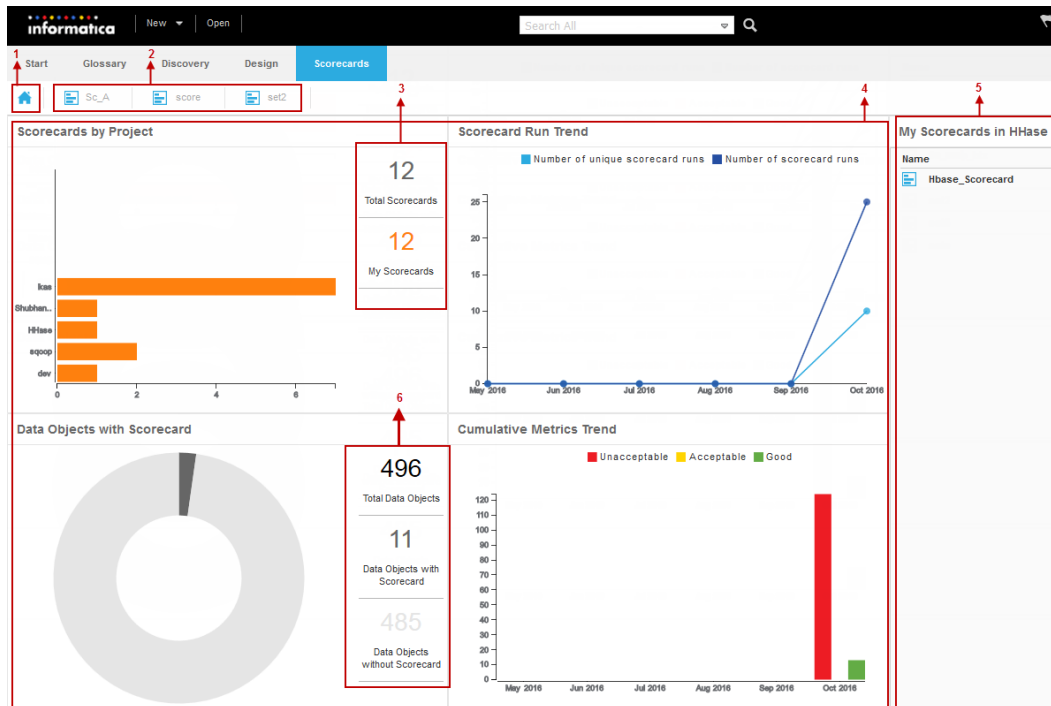 informatica
New
Open
Search All
1
2
Start
Glossary
Discovery
Design
Scorecards
3
4
5
Sc_A
score
set2
Scorecards by Project
12
Total Scorecards
12
My Scorecards
Ikas
Shubhan...
HHase
sqoop
dev
0 2 4 6
Scorecard Run Trend
Number of unique scorecard runs
Number of scorecard runs
25
20
15
10
5
0
May 2016 Jun 2016 Jul 2016 Aug 2016 Sep 2016 Oct 2016
My Scorecards in HHase
Name
Hbase_Scorecard
6
Data Objects with Scorecard
496
Total Data Objects
11
Data Objects with
Scorecard
485
Data Objects
without Scorecard
Cumulative Metrics Trend
Unacceptable
Acceptable
Good
120
110
100
90
80
70
60
50
40
30
20
10
0
May 2016 Jun 2016 Jul 2016 Aug 2016 Sep 2016 Oct 2016